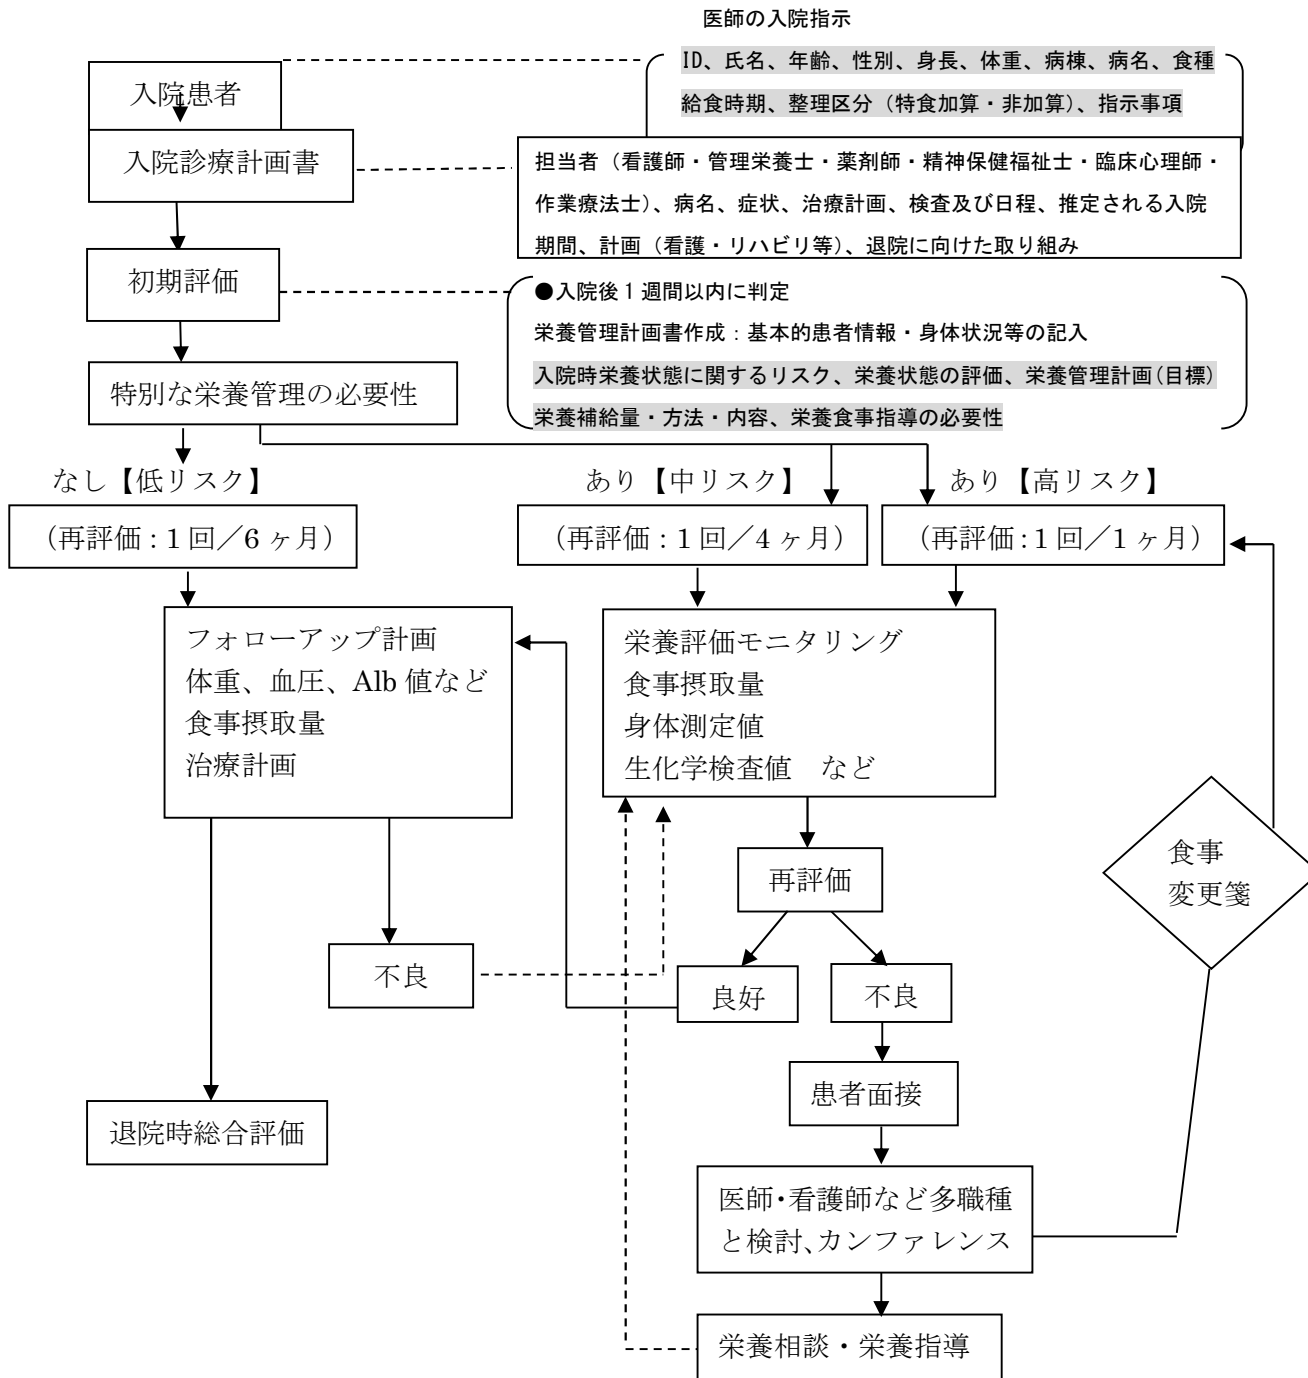 医師の入院指示
ID、氏名、年齢、性別、身長、体重、病棟、病名、食種
給食時期、整理区分（特食加算・非加算）、指示事項
入院患者
入院診療計画書
担当者（看護師・管理栄養士・薬剤師・精神保健福祉士・臨床心理師・
作業療法士）、病名、症状、治療計画、検査及び日程、推定される入院
期間、計画（看護・リハビリ等）、退院に向けた取り組み
初期評価
●入院後1週間以内に判定
栄養管理計画書作成：基本的患者情報・身体状況等の記入
入院時栄養状態に関するリスク、栄養状態の評価、栄養管理計画(目標)
栄養補給量・方法・内容、栄養食事指導の必要性
特別な栄養管理の必要性
なし【低リスク】
あり【中リスク】
あり【高リスク】
（再評価：1回／6ヶ月）
（再評価：1回／4ヶ月）
（再評価：1回／1ヶ月）
フォローアップ計画
体重、血圧、Alb値など
食事摂取量
治療計画
栄養評価モニタリング
食事摂取量
身体測定値
生化学検査値　など
食事
変更箋
再評価
不良
良好
不良
患者面接
退院時総合評価
医師・看護師など多職種
と検討、カンファレンス
栄養相談・栄養指導